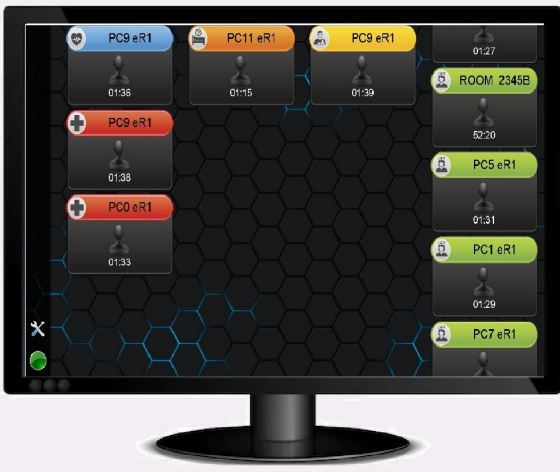 PC9 eR1
01:36
PC11 eR1
01:15
PC9 eR1
01:39
01:27
ROOM 2345B
52:20
PC9 eR1
01:38
PC5 eR1
01:31
PC0 eR1
01:33
PC1 eR1
01:29
PC7 eR1